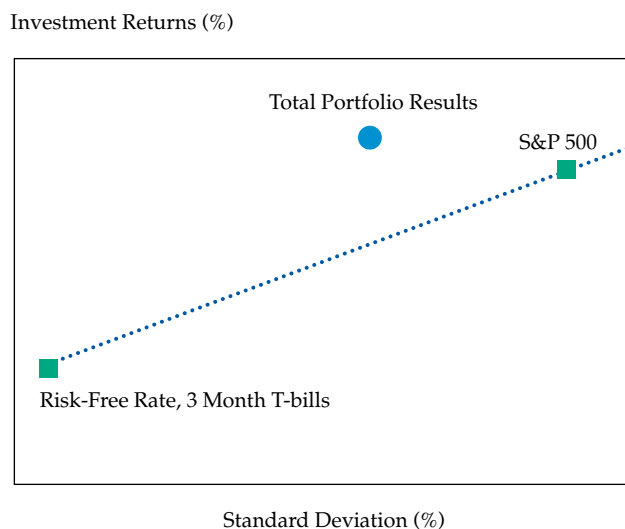 Investment Returns (%)
Total Portfolio Results
S&P 500
Risk-Free Rate, 3 Month T-bills
Standard Deviation (%)